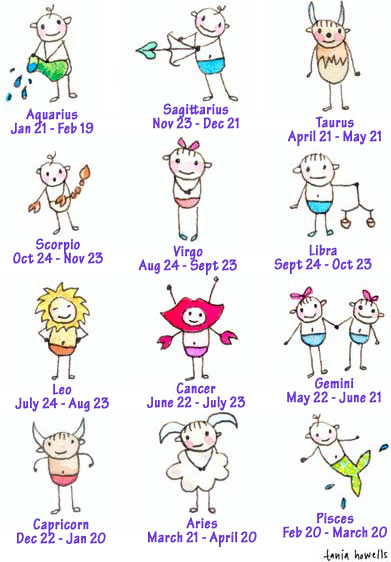 Aquarius
Jan 21 - Feb 19
Sagittarius
Nov 23 - Dec 21
Taurus
April 21 - May 21
Scorpio
Oct 24 - Nov 23
Virgo
Aug 24 - Sept 23
Libra
Sept 24 - Oct 23
Leo
July 24 - Aug 23
Cancer
June 22 - July 23
Gemini
May 22 - June 21
Capricorn
Dec 22 - Jan 20
Aries
March 21 - April 20
Pisces
Feb 20 - March 20
tania howells